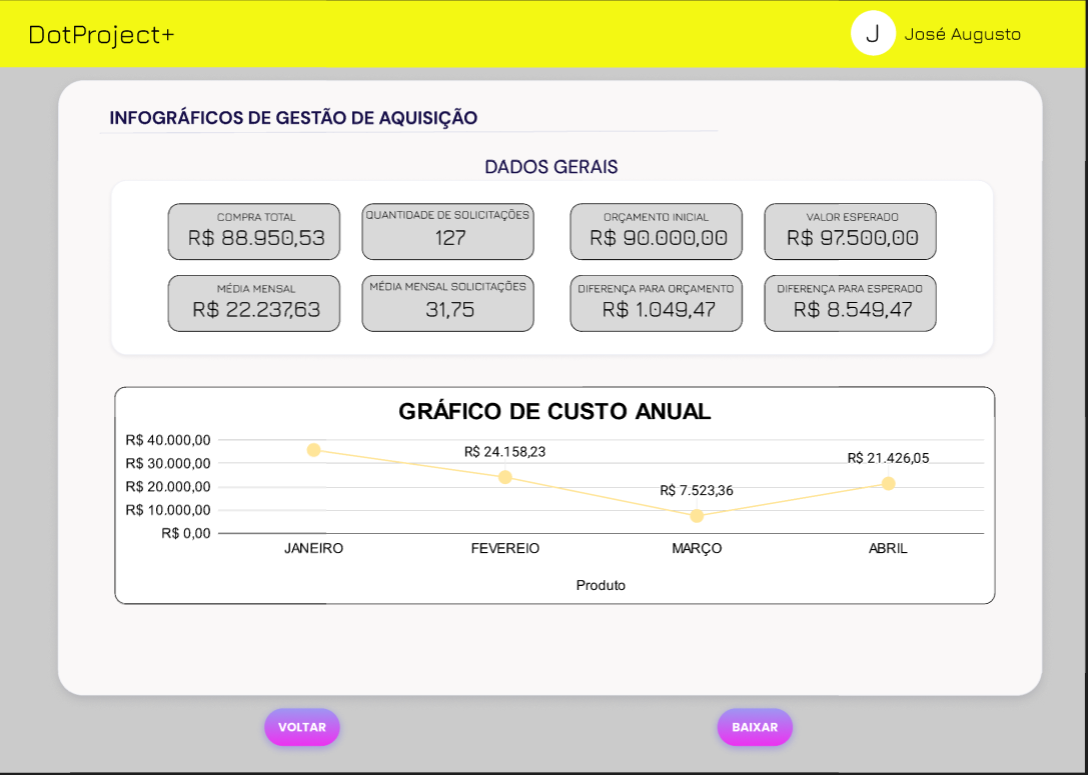 DotProject+
J José Augusto
INFOGRÁFICOS DE GESTÃO DE AQUISIÇÃO
DADOS GERAIS
COMPRA TOTAL
R$ 88.950,53
QUANTIDADE DE SOLICITAÇÕES
127
ORÇAMENTO INICIAL
R$ 90.000,00
VALOR ESPERADO
R$ 97.500,00
MÉDIA MENSAL
R$ 22.237,63
MÉDIA MENSAL SOLICITAÇÕES
31,75
DIFERENÇA PARA ORÇAMENTO
R$ 1.049,47
DIFERENÇA PARA ESPERADO
R$ 8.549,47
GRÁFICO DE CUSTO ANUAL
R$ 40.000,00
R$ 30.000,00
R$ 20.000,00
R$ 10.000,00
R$ 0,00
R$ 24.158,23
R$ 7.523,36
R$ 21.426,05
JANEIRO
FEVEREIO
MARÇO
ABRIL
Produto
VOLTAR
BAIXAR